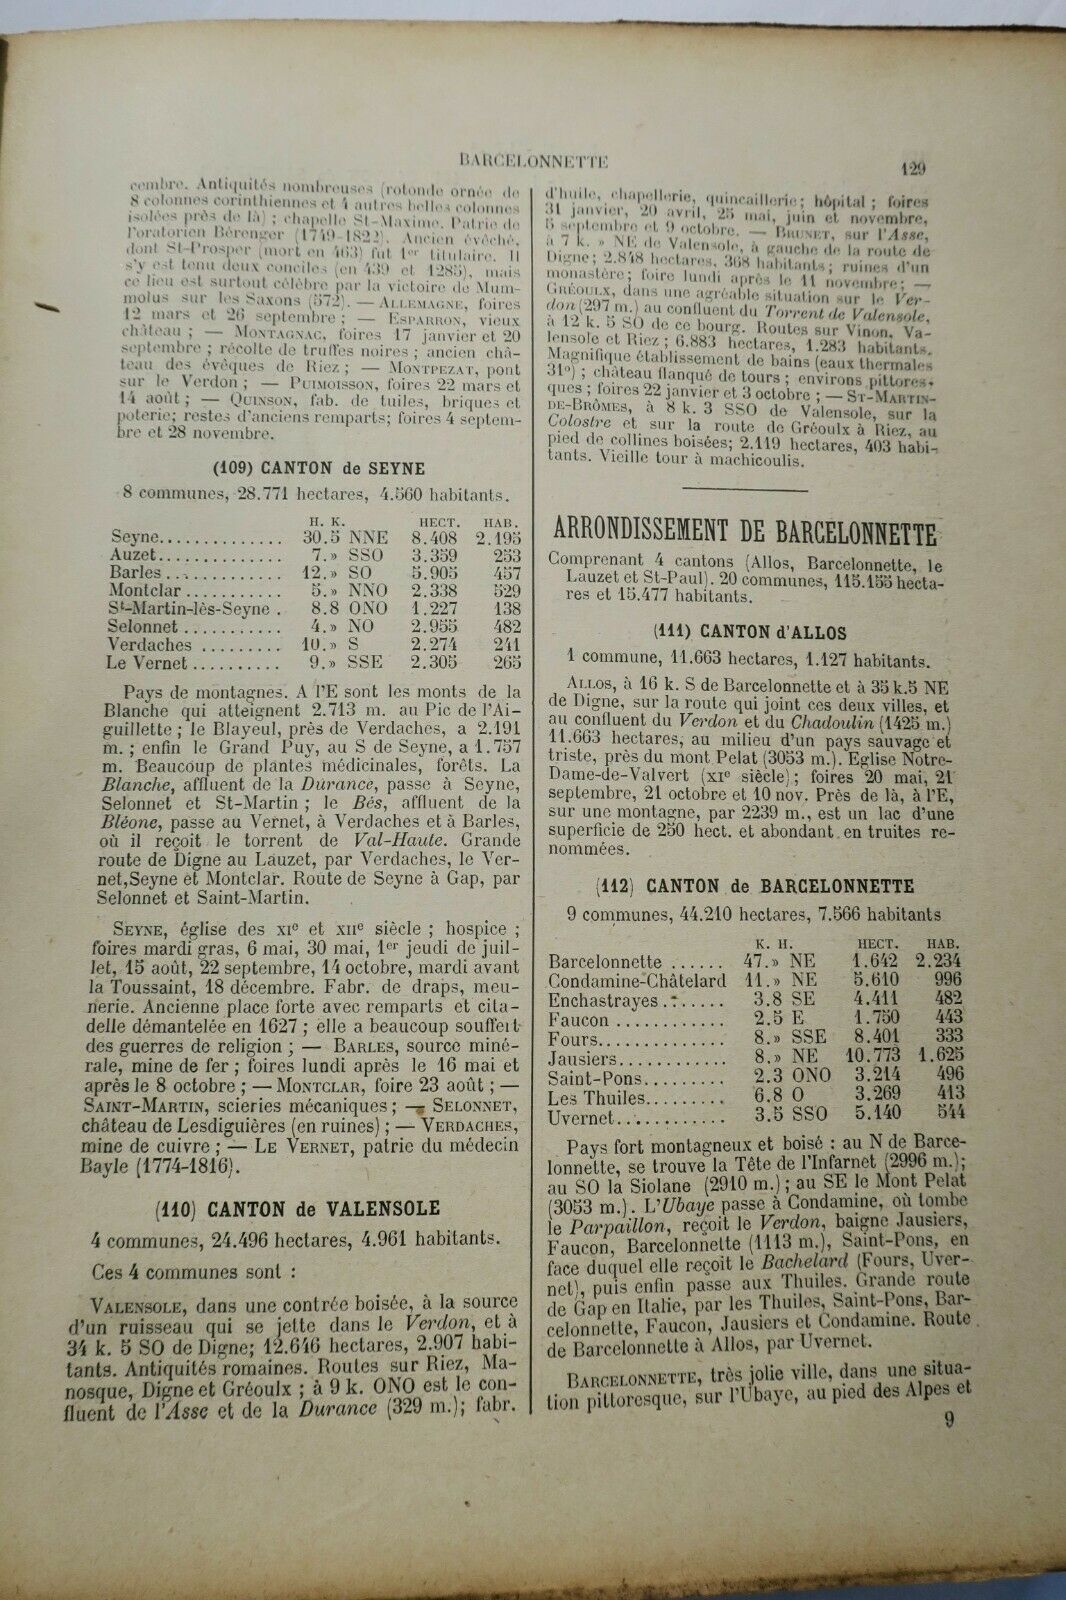 BARCELONNETTE
129
cembre. Antiquités nombreuses (rotonde ornée de
8 colonnes corinthiennes et 4 autres belles colonnes
isolées près de là) ; chapelle St-Maxime. Patrie de
l'oratorien Bérenger (1749-1822). Ancien évêché,
dont St-Prosper (mort en 463) fut 1er titulaire. Il
s'y est tenu deux conciles (en 439 et 1285), mais
ce lieu est surtout célèbre par la victoire de Mum-
molus sur les Saxons (572). — ALLEMAGNE, foires
12 mars et 26 septembre ; — ESPARRON, vieux
château ; — MONTAGNAC, foires 17 janvier et 20
septembre ; récolte de truffes noires ; ancien châ-
teau des évêques de Riez ; — MONTPEZAT, pont
sur le Verdon ; — PUIMOISSON, foires 22 mars et
14 août ; — QUINSON, fab. de tuiles, briques et
poterie; restes d'anciens remparts; foires 4 septem-
bre et 28 novembre.
(109) CANTON de SEYNE
8 communes, 28.771 hectares, 4.560 habitants.
H. K. HECT. HAB.
Seyne.............. 30.5 NNE 8.408 2.195
Auzet.............. 7.» SSO 3.359 253
Barles............. 12.» SO 5.905 457
Montclar........... 5.» NNO 2.338 529
St-Martin-lès-Seyne . 8.8 ONO 1.227 138
Selonnet........... 4.» NO 2.955 482
Verdaches ......... 10.» S 2.274 241
Le Vernet.......... 9.» SSE 2.305 265
Pays de montagnes. A l'E sont les monts de la
Blanche qui atteignent 2.713 m. au Pic de l'Ai-
guillette ; le Blayeul, près de Verdaches, a 2.191
m. ; enfin le Grand Puy, au S de Seyne, a 1.757
m. Beaucoup de plantes médicinales, forêts. La
Blanche, affluent de la Durance, passe à Seyne,
Selonnet et St-Martin ; le Bés, affluent de la
Bléone, passe au Vernet, à Verdaches et à Barles,
où il reçoit le torrent de Val-Haute. Grande
route de Digne au Lauzet, par Verdaches, le Ver-
net,Seyne et Montclar. Route de Seyne à Gap, par
Selonnet et Saint-Martin.
SEYNE, église des XIe et XIIe siècle ; hospice ;
foires mardi gras, 6 mai, 30 mai, 1er jeudi de juil-
let, 15 août, 22 septembre, 14 octobre, mardi avant
la Toussaint, 18 décembre. Fabr. de draps, meu-
nerie. Ancienne place forte avec remparts et cita-
delle démantelée en 1627 ; elle a beaucoup souffert
des guerres de religion ; — BARLES, source miné-
rale, mine de fer ; foires lundi après le 16 mai et
après le 8 octobre ; — MONTCLAR, foire 23 août ; —
SAINT-MARTIN, scieries mécaniques ; — SELONNET,
château de Lesdiguières (en ruines) ; — VERDACHES,
mine de cuivre ; — LE VERNET, patrie du médecin
Bayle (1774-1816).
(110) CANTON de VALENSOLE
4 communes, 24.496 hectares, 4.961 habitants.
Ces 4 communes sont :
VALENSOLE, dans une contrée boisée, à la source
d'un ruisseau qui se jette dans le Verdon, et à
34 k. 5 SO de Digne; 12.646 hectares, 2.907 habi-
tants. Antiquités romaines. Routes sur Riez, Ma-
nosque, Digne et Gréoulx ; à 9 k. ONO est le con-
fluent de l'Asse et de la Durance (329 m.); fabr.
d'huile, chapellerie, quincaillerie; hôpital ; foires
31 janvier, 20 avril, 25 mai, juin et novembre,
5 septembre et 9 octobre. — BRUNET, sur l'Asse,
à 7 k. » NE de Valensole, à gauche de la route de
Digne; 2.848 hectares, 368 habitants; ruines d'un
monastère; foire lundi après le 11 novembre; —
GRÉOULX, dans une agréable situation sur le Ver-
don (297 m.) au confluent du Torrent de Valensole,
à 12 k. 5 SO de ce bourg. Routes sur Vinon, Va-
lensole et Riez ; 6.883 hectares, 1.283 habitants.
Magnifique établissement de bains (eaux thermales
31°) ; château flanqué de tours ; environs pittores-
ques ; foires 22 janvier et 3 octobre ; — ST-MARTIN-
DE-BRÔMES, à 8 k. 3 SSO de Valensole, sur la
Colostre et sur la route de Gréoulx à Riez, au
pied de collines boisées; 2.119 hectares, 403 habi-
tants. Vieille tour à machicoulis.
ARRONDISSEMENT DE BARCELONNETTE
Comprenant 4 cantons (Allos, Barcelonnette, le
Lauzet et St-Paul). 20 communes, 115.155 hecta-
res et 15.477 habitants.
(111) CANTON d'ALLOS
1 commune, 11.663 hectares, 1.127 habitants.
ALLOS, à 16 k. S de Barcelonnette et à 35 k.5 NE
de Digne, sur la route qui joint ces deux villes, et
au confluent du Verdon et du Chadoulin (1425 m.)
11.663 hectares, au milieu d'un pays sauvage et
triste, près du mont Pelat (3053 m.). Eglise Notre-
Dame-de-Valvert (XIe siècle) ; foires 20 mai, 21
septembre, 21 octobre et 10 nov. Près de là, à l'E,
sur une montagne, par 2239 m., est un lac d'une
superficie de 250 hect. et abondant en truites re-
nommées.
(112) CANTON de BARCELONNETTE
9 communes, 44.210 hectares, 7.566 habitants
K. H. HECT. HAB.
Barcelonnette ...... 47.» NE 1.642 2.234
Condamine-Châtelard 11.» NE 5.610 996
Enchastrayes........ 3.8 SE 4.411 482
Faucon ............ 2.5 E 1.750 443
Fours.............. 8.» SSE 8.401 333
Jausiers............ 8.» NE 10.773 1.625
Saint-Pons.......... 2.3 ONO 3.214 496
Les Thuiles......... 6.8 O 3.269 413
Uvernet............ 3.5 SSO 5.140 544
Pays fort montagneux et boisé : au N de Barce-
lonnette, se trouve la Tête de l'Infarnet (2996 m.);
au SO la Siolane (2910 m.) ; au SE le Mont Pelat
(3053 m.). L'Ubaye passe à Condamine, où tombe
le Parpaillon, reçoit le Verdon, baigne Jausiers,
Faucon, Barcelonnette (1113 m.), Saint-Pons, en
face duquel elle reçoit le Bachelard (Fours, Uver-
net), puis enfin passe aux Thuiles. Grande route
de Gap en Italie, par les Thuiles, Saint-Pons, Bar-
celonnette, Faucon, Jausiers et Condamine. Route
de Barcelonnette à Allos, par Uvernet.
BARCELONNETTE, très jolie ville, dans une situa-
tion pittoresque, sur l'Ubaye, au pied des Alpes et
9